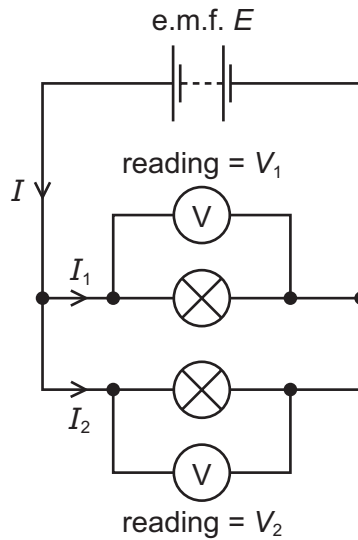 e.m.f. E
reading = V₁
I
V
I₁
I₂
V
reading = V₂